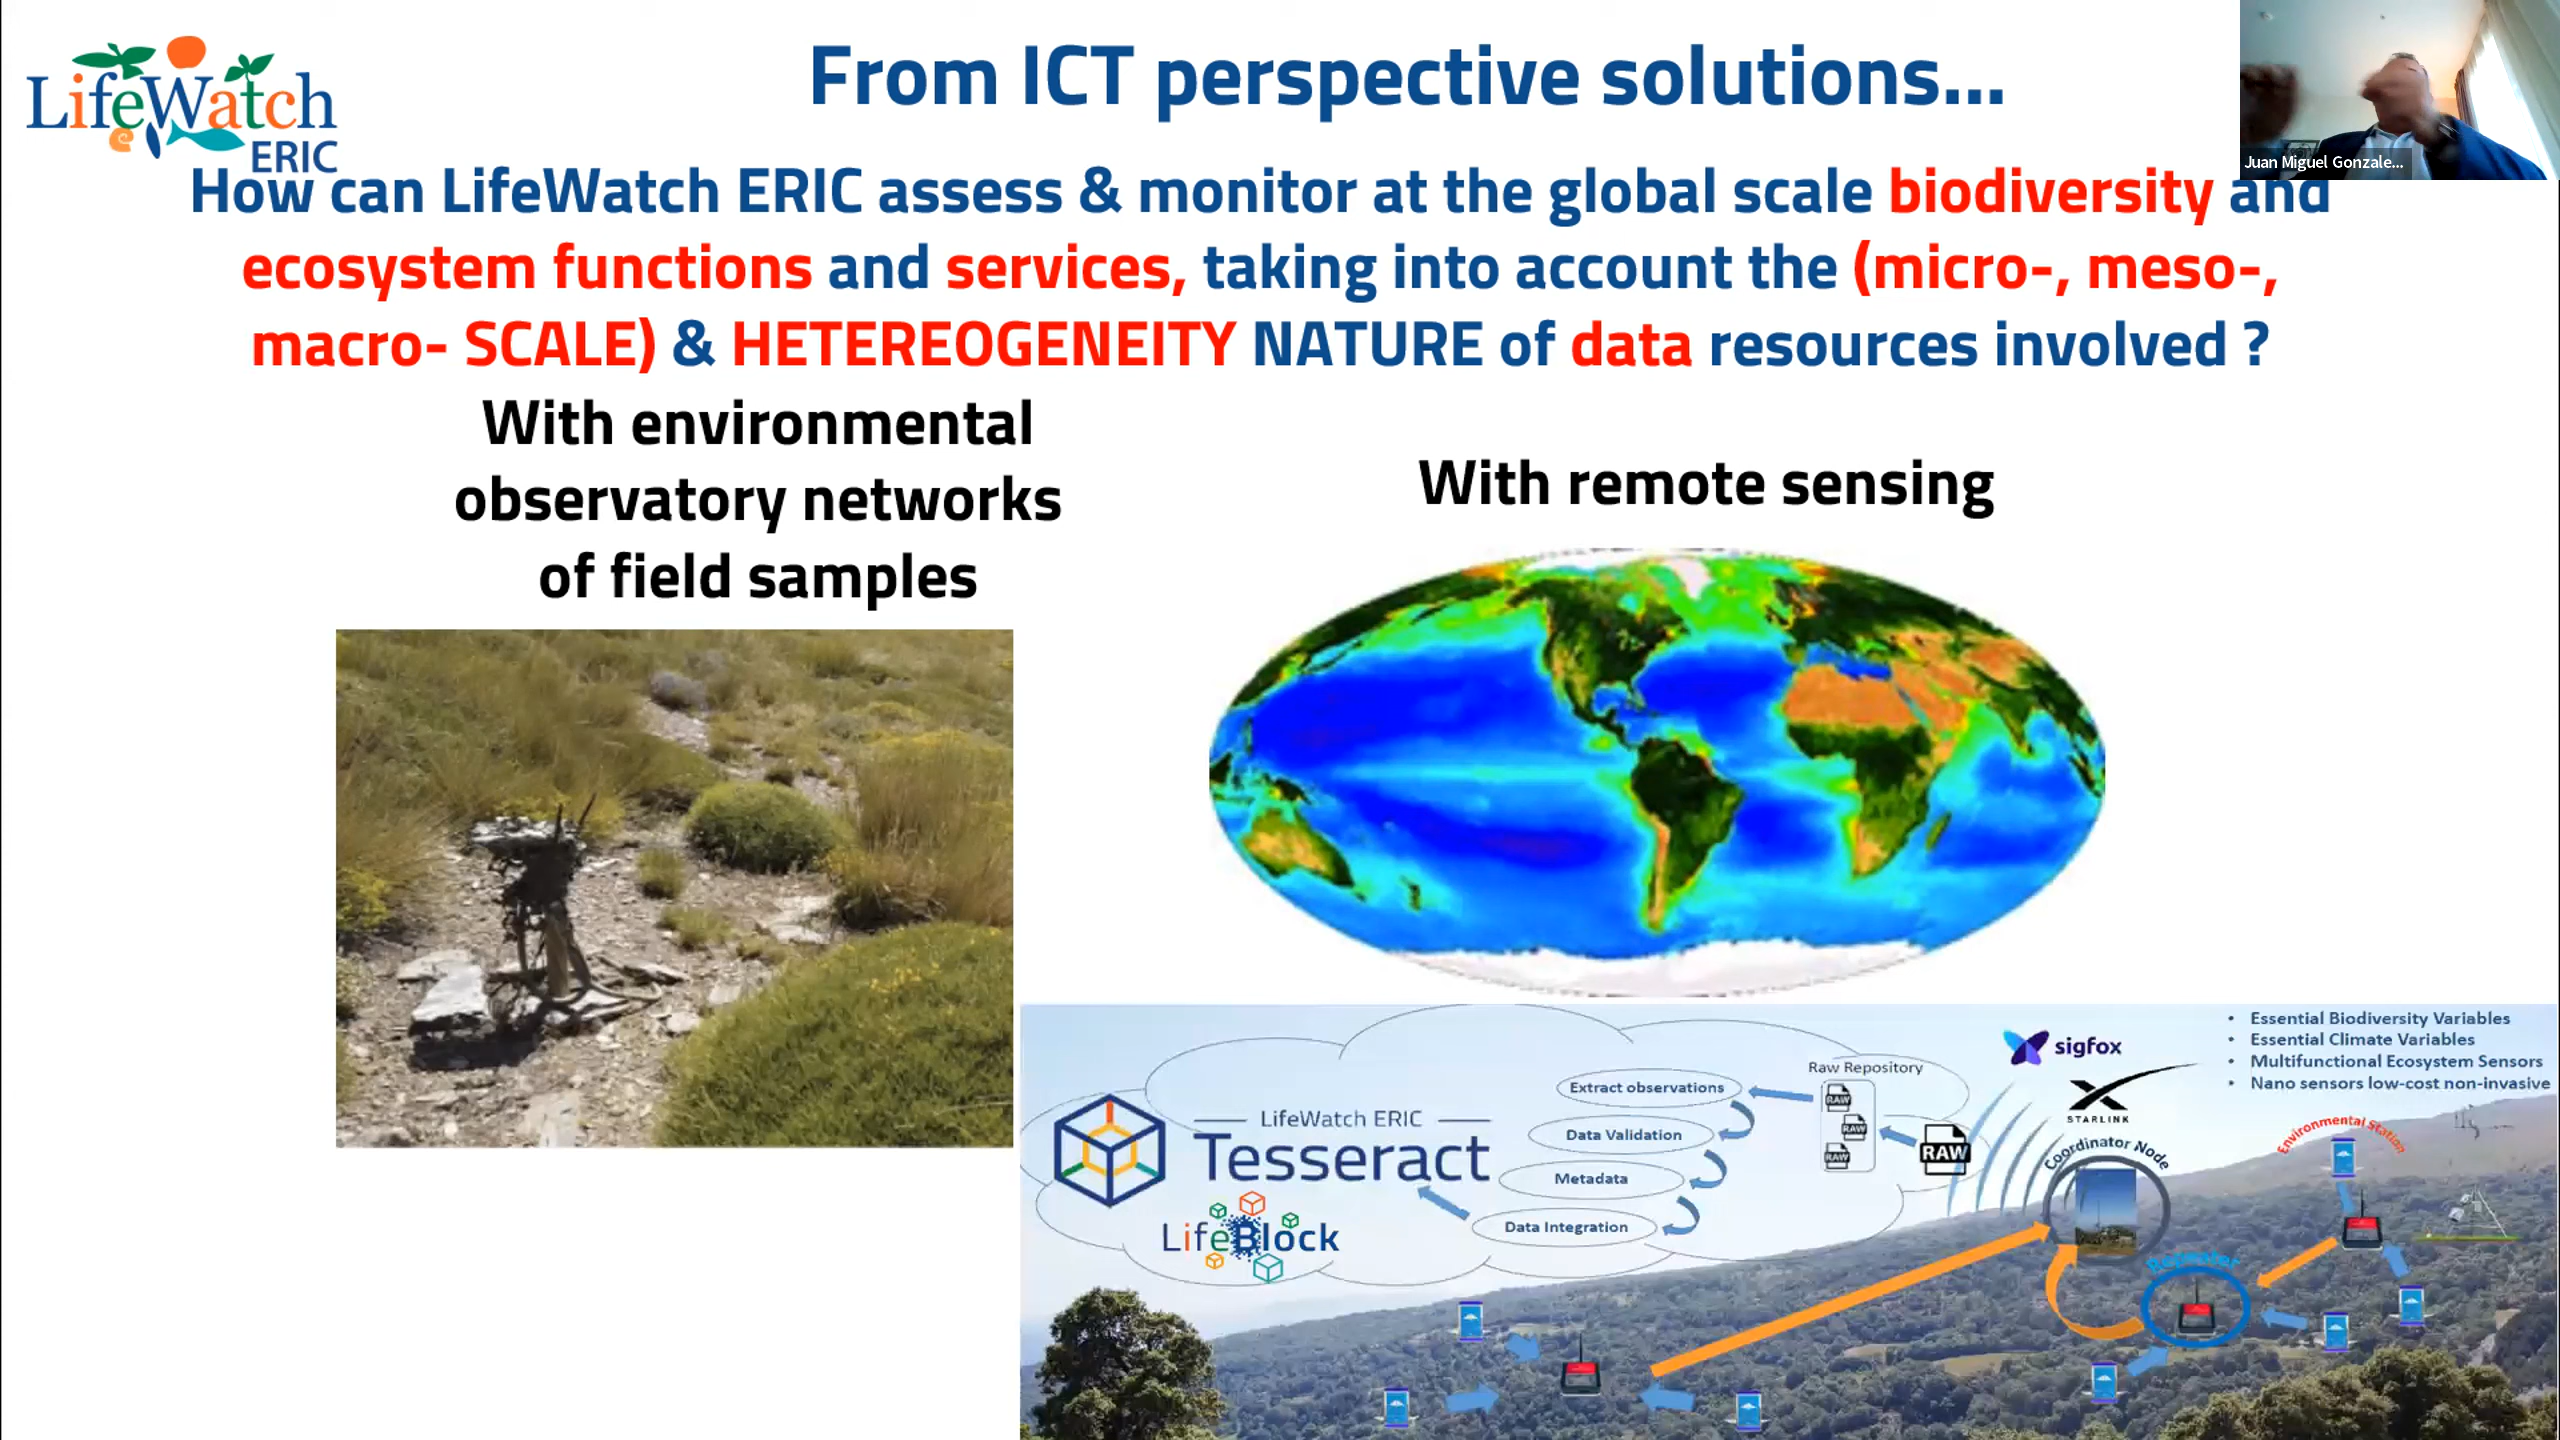 LifeWatch
ERIC
From ICT perspective solutions...
Juan Miguel Gonzale...
How can LifeWatch ERIC assess & monitor at the global scale biodiversity and
ecosystem functions and services, taking into account the (micro-, meso-,
macro- SCALE) & HETEREOGENEITY NATURE of data resources involved ?
With environmental
observatory networks
of field samples
With remote sensing
LifeWatch ERIC
Tesseract
LifeBlock
Extract observations
Data Validation
Metadata
Data Integration
Raw Repository
RAW
RAW
RAW
RAW
sigfox
STARLINK
• Essential Biodiversity Variables
• Essential Climate Variables
• Multifunctional Ecosystem Sensors
• Nano sensors low-cost non-invasive
Coordinator Node
Environmental Station
Repeater